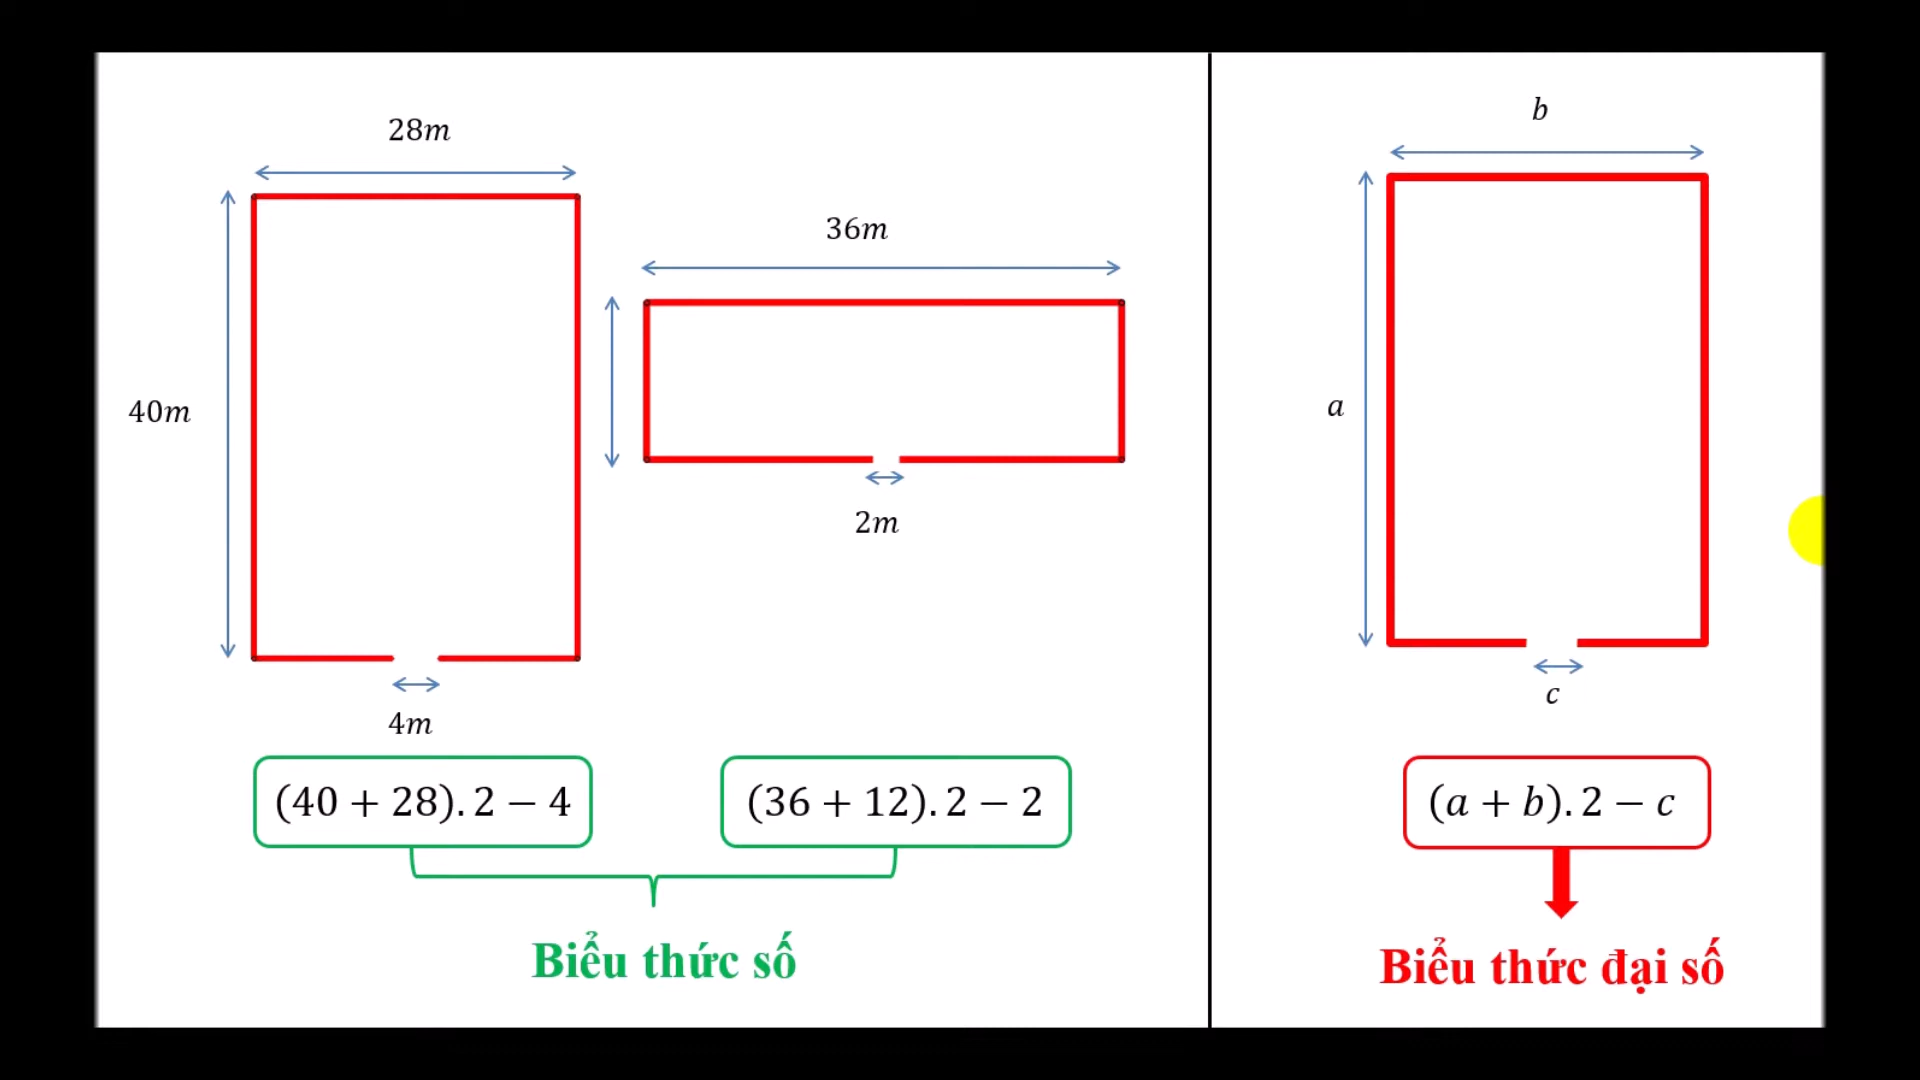 28m
40m
4m
36m
2m
(40 + 28). 2 − 4
(36 + 12). 2 − 2
Biểu thức số
b
a
c
(a + b). 2 − c
Biểu thức đại số